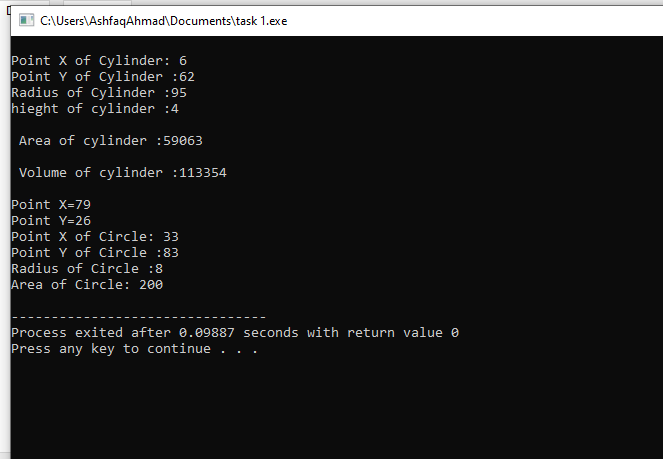 C:\Users\AshfaqAhmad\Documents\task 1.exe
Point X of Cylinder: 6
Point Y of Cylinder :62
Radius of Cylinder :95
hieght of cylinder :4
Area of cylinder :59063
Volume of cylinder :113354
Point X=79
Point Y=26
Point X of Circle: 33
Point Y of Circle :83
Radius of Circle :8
Area of Circle: 200
--------------------------------
Process exited after 0.09887 seconds with return value 0
Press any key to continue . . .